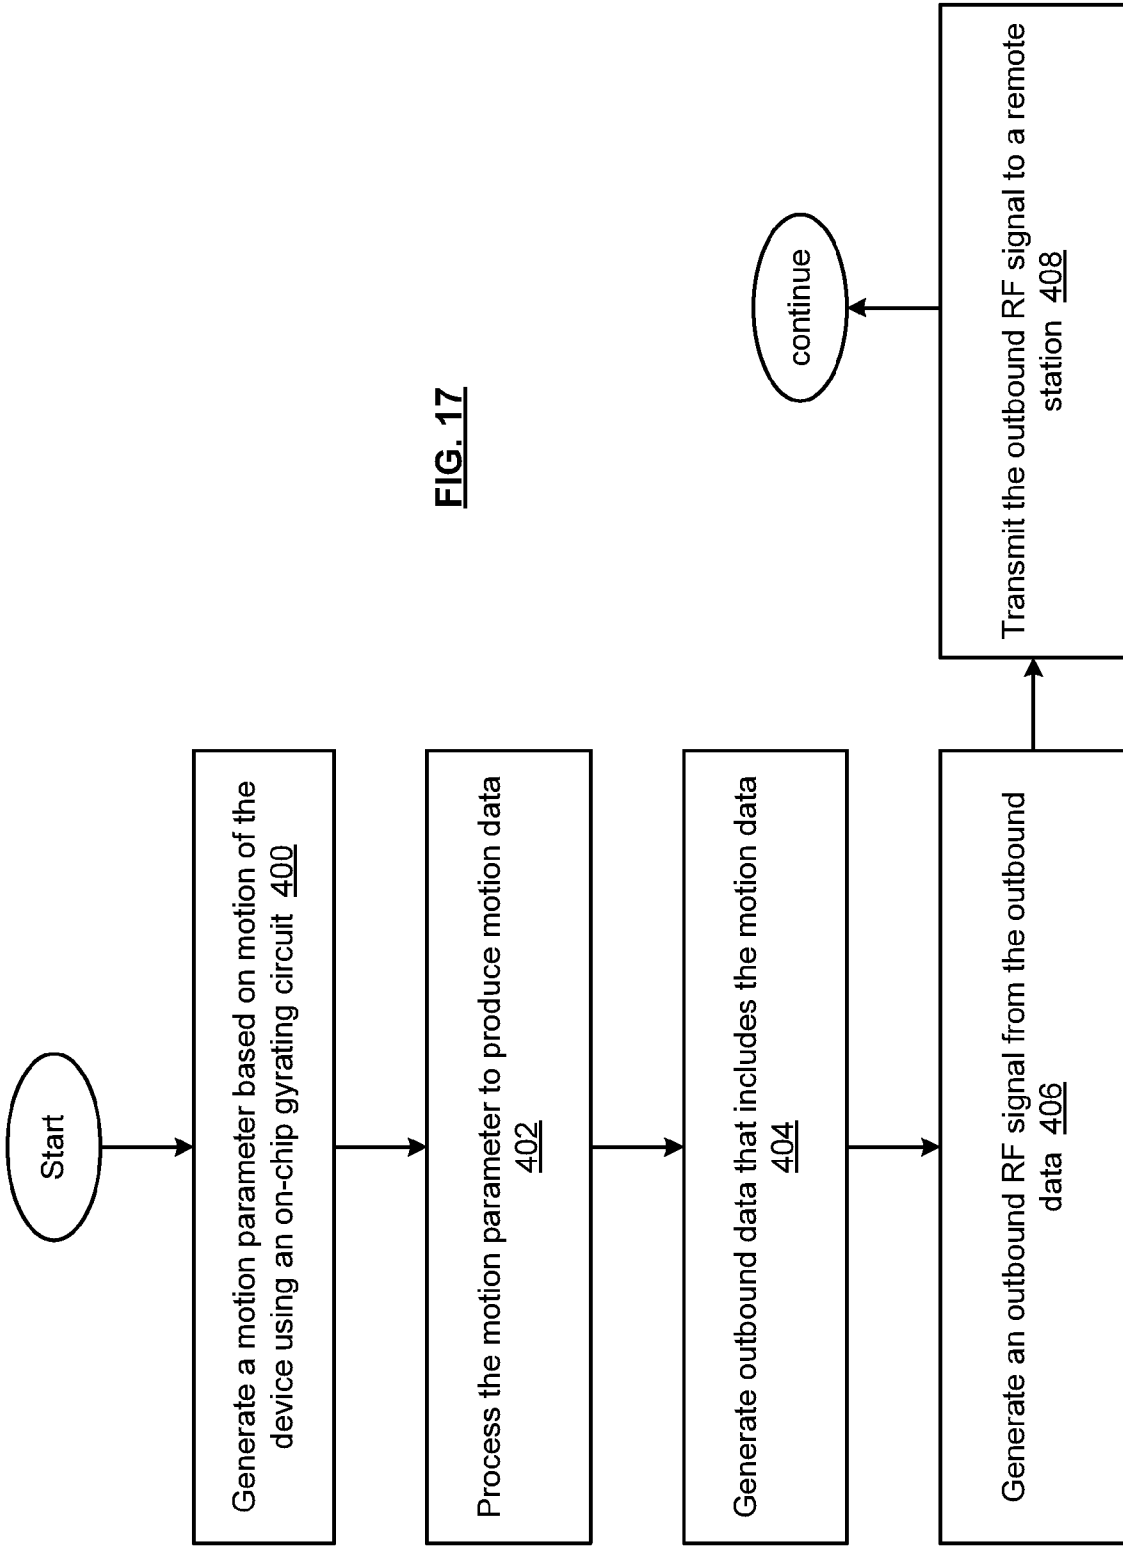 Start
Generate a motion parameter based on motion of the
device using an on-chip gyrating circuit 400
Process the motion parameter to produce motion data
402
Generate outbound data that includes the motion data
404
Generate an outbound RF signal from the outbound
data 406
Transmit the outbound RF signal to a remote
station 408
continue
FIG. 17